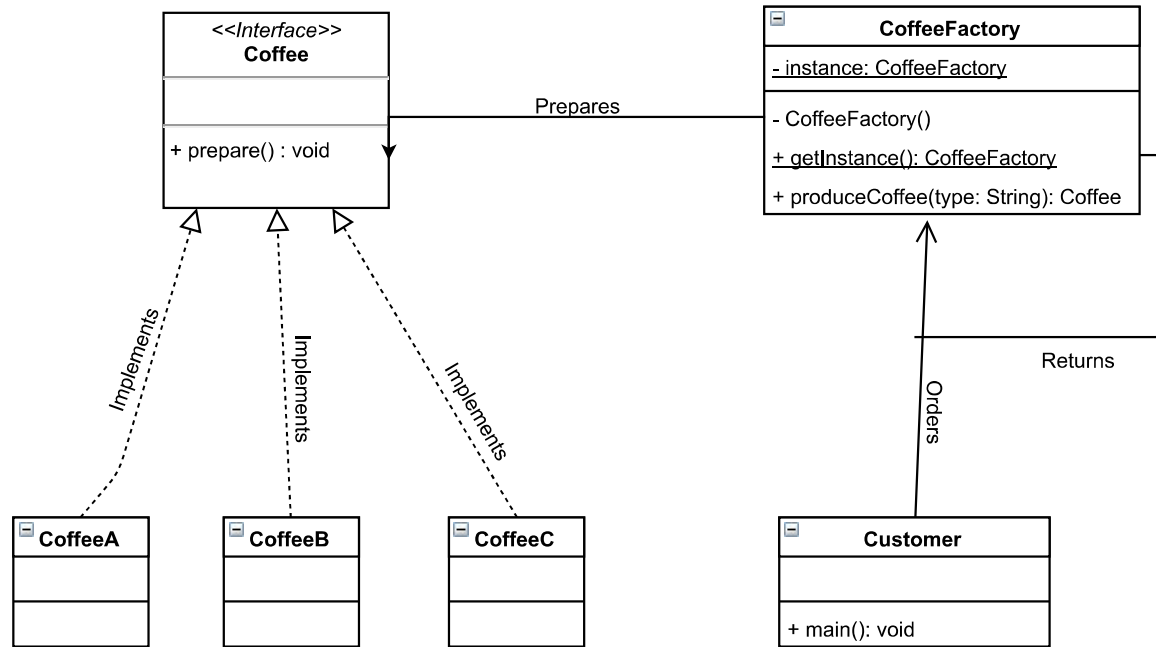 <<Interface>>
Coffee
+ prepare() : void
Prepares
CoffeeFactory
- instance: CoffeeFactory
- CoffeeFactory()
+ getInstance(): CoffeeFactory
+ produceCoffee(type: String): Coffee
Implements
Implements
Implements
Orders
Returns
CoffeeA
CoffeeB
CoffeeC
Customer
+ main(): void